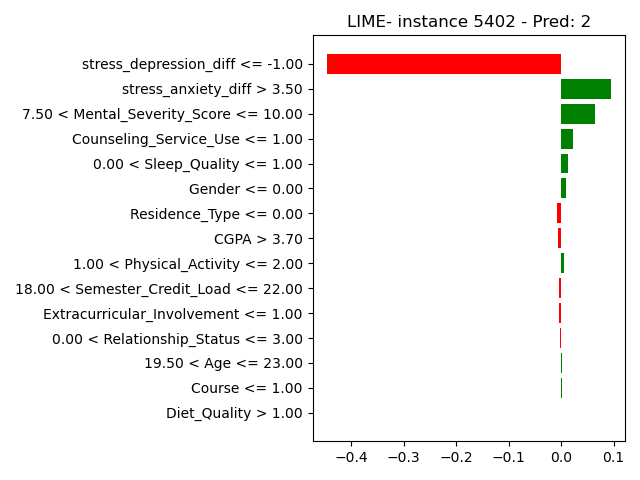 LIME- instance 5402 - Pred: 2
stress_depression_diff <= -1.00
stress_anxiety_diff > 3.50
7.50 < Mental_Severity_Score <= 10.00
Counseling_Service_Use <= 1.00
0.00 < Sleep_Quality <= 1.00
Gender <= 0.00
Residence_Type <= 0.00
CGPA > 3.70
1.00 < Physical_Activity <= 2.00
18.00 < Semester_Credit_Load <= 22.00
Extracurricular_Involvement <= 1.00
0.00 < Relationship_Status <= 3.00
19.50 < Age <= 23.00
Course <= 1.00
Diet_Quality > 1.00
−0.4 −0.3 −0.2 −0.1 0.0 0.1